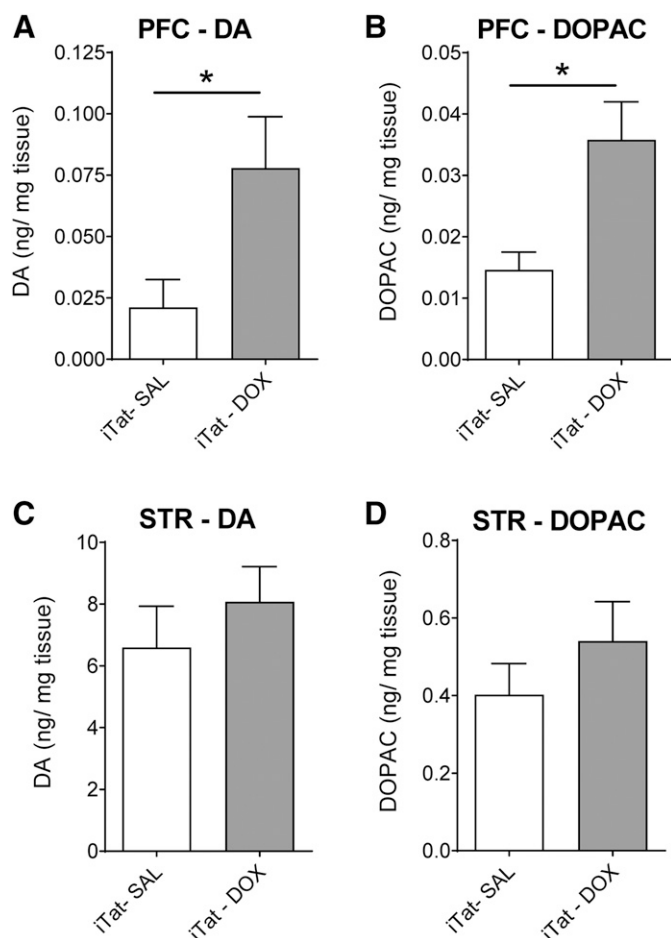 A PFC - DA
DA (ng/ mg tissue)
0.125
0.100
0.075
0.050
0.025
0.000
*
iTat- SAL
iTat - DOX
B PFC - DOPAC
DOPAC (ng/ mg tissue)
0.05
0.04
0.03
0.02
0.01
0.00
*
iTat- SAL
iTat - DOX
C STR - DA
DA (ng/ mg tissue)
10
8
6
4
2
0
iTat- SAL
iTat - DOX
D STR - DOPAC
DOPAC (ng/ mg tissue)
0.8
0.6
0.4
0.2
0.0
iTat- SAL
iTat - DOX